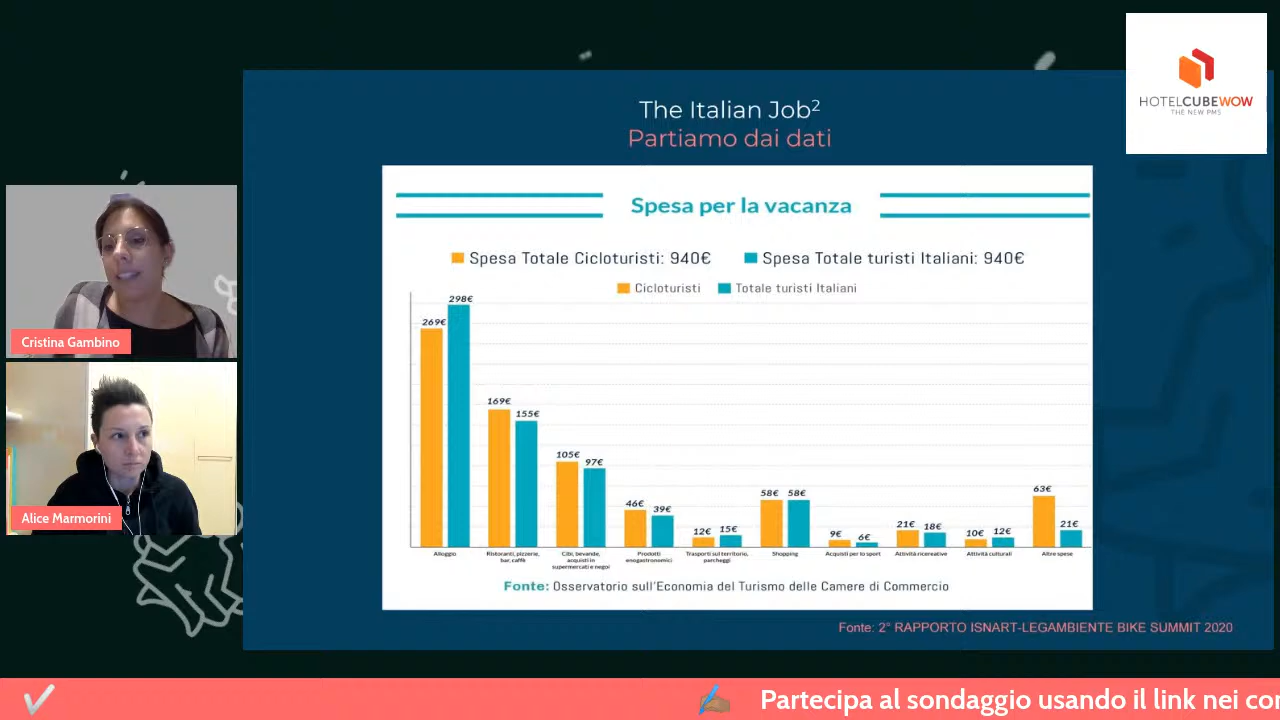 HOTELCUBEWOW
THE NEW PMS
The Italian Job²
Partiamo dai dati
Spesa per la vacanza
Spesa Totale Cicloturisti: 940€
Spesa Totale turisti Italiani: 940€
Cicloturisti
Totale turisti Italiani
269€
298€
169€
155€
105€
97€
46€
39€
12€
15€
58€
58€
9€
6€
21€
18€
10€
12€
63€
21€
Alloggio
Ristoranti, pizzerie,
bar, caffè
Cibi, bevande,
acquisti in
supermercati e negoi
Prodotti
enogastronomici
Trasporti sul territorio,
parcheggi
Shopping
Acquisti per lo sport
Attività ricereative
Attività culturali
Altre spese
Fonte: Osservatorio sull'Economia del Turismo delle Camere di Commercio
Fonte: 2° RAPPORTO ISNART-LEGAMBIENTE BIKE SUMMIT 2020
Cristina Gambino
Alice Marmorini
Partecipa al sondaggio usando il link nei con